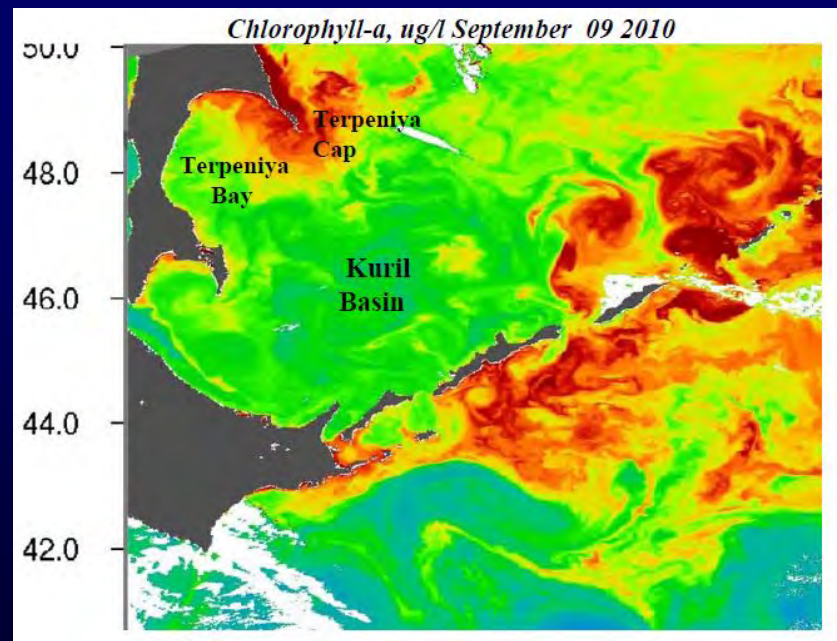 Chlorophyll-a, ug/l September 09 2010
50.0
Terpeniya
Cap
Terpeniya
Bay
48.0
Kuril
Basin
46.0
44.0
42.0